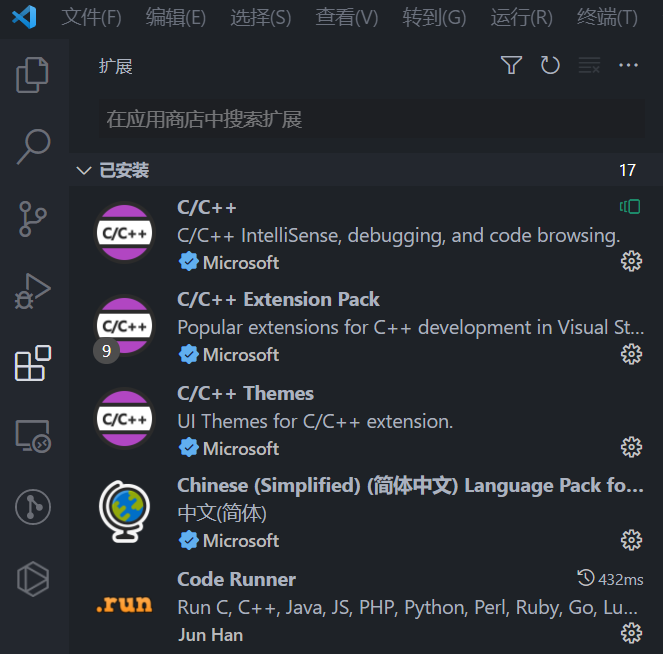 文件(F) 编辑(E) 选择(S) 查看(V) 转到(G) 运行(R) 终端(T)
扩展
在应用商店中搜索扩展
已安装 17
C/C++
C/C++ C/C++ IntelliSense, debugging, and code browsing.
Microsoft
C/C++ Extension Pack
C/C++ Popular extensions for C++ development in Visual St...
9 Microsoft
C/C++ Themes
C/C++ UI Themes for C/C++ extension.
Microsoft
Chinese (Simplified) (简体中文) Language Pack fo...
中文(简体)
Microsoft
Code Runner 432ms
.run Run C, C++, Java, JS, PHP, Python, Perl, Ruby, Go, Lu...
Jun Han